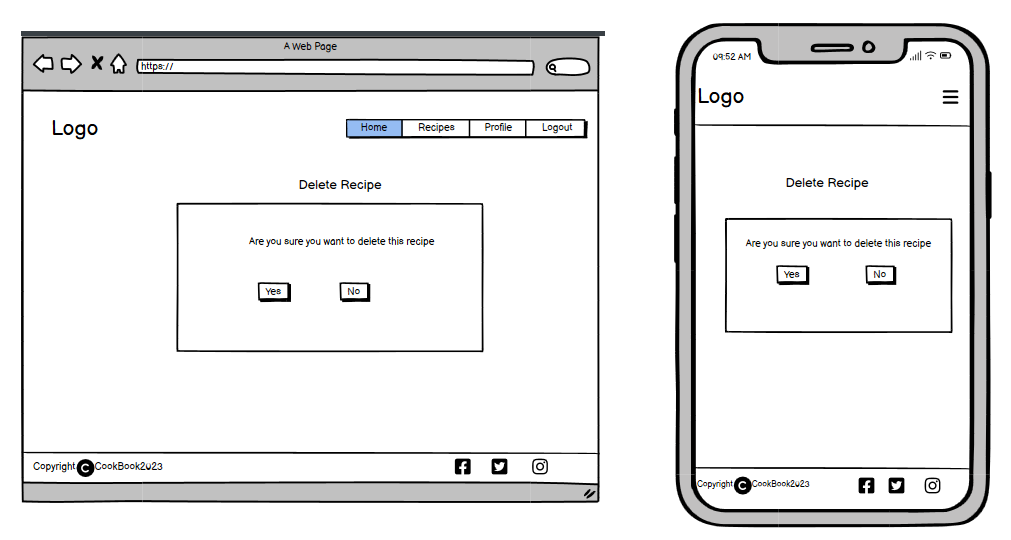 A Web Page
https://
Logo
Home Recipes Profile Logout
Delete Recipe
Are you sure you want to delete this recipe
Yes No
Copyright C CookBook2023
09:52 AM
Logo
Delete Recipe
Are you sure you want to delete this recipe
Yes No
Copyright C CookBook2023